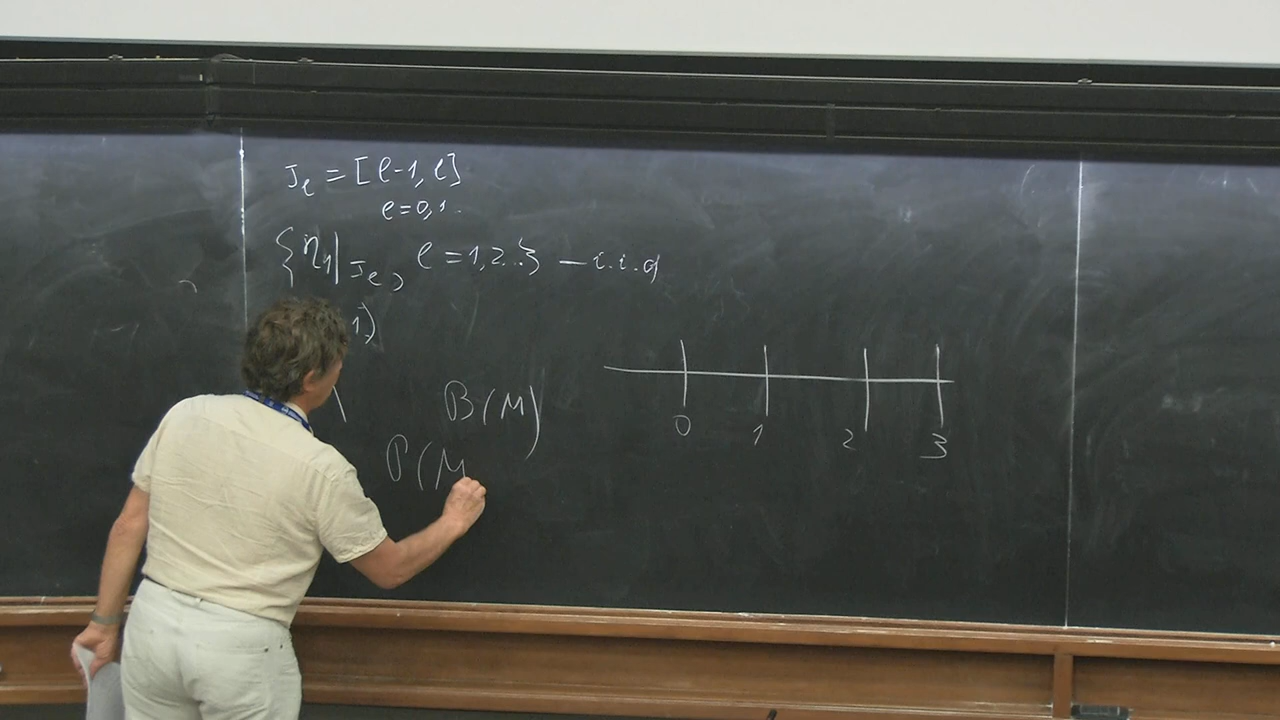 J_ℓ = [ℓ-1, ℓ]
ℓ=0,1..
{η_1|_{J_ℓ}, ℓ=1,2..} – i.i.d
1)
B(M)
P(M
0 1 2 3